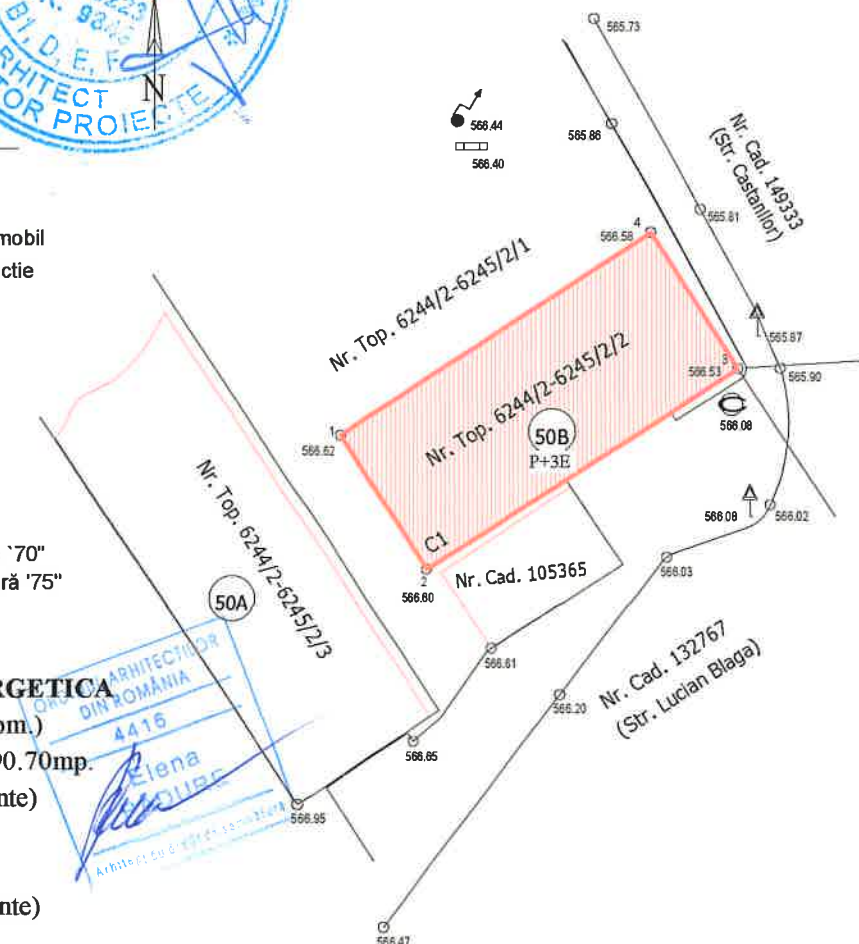 B1, D, E, F
ARHITECT
N
565.73
566.44
566.40
565.86
Nr. Cad. 149333
(Str. Castanilor)
565.81
mobil
ctie
4
566.58
Nr. Top. 6244/2-6245/2/1
565.87
3
566.53
565.90
Nr. Top. 6244/2-6245/2/2
566.08
1
566.62
50B
P+3E
Nr. Top. 6244/2-6245/2/3
566.08
566.02
C1
`70"
ră '75"
2
566.60
Nr. Cad. 105365
566.03
50A
566.61
Nr. Cad. 132767
(Str. Lucian Blaga)
566.20
RGETICA
om.)
90.70mp.
nte)
ARHITECȚILOR
DIN ROMÂNIA
4416
Elena
566.65
566.95
nte)
566.47